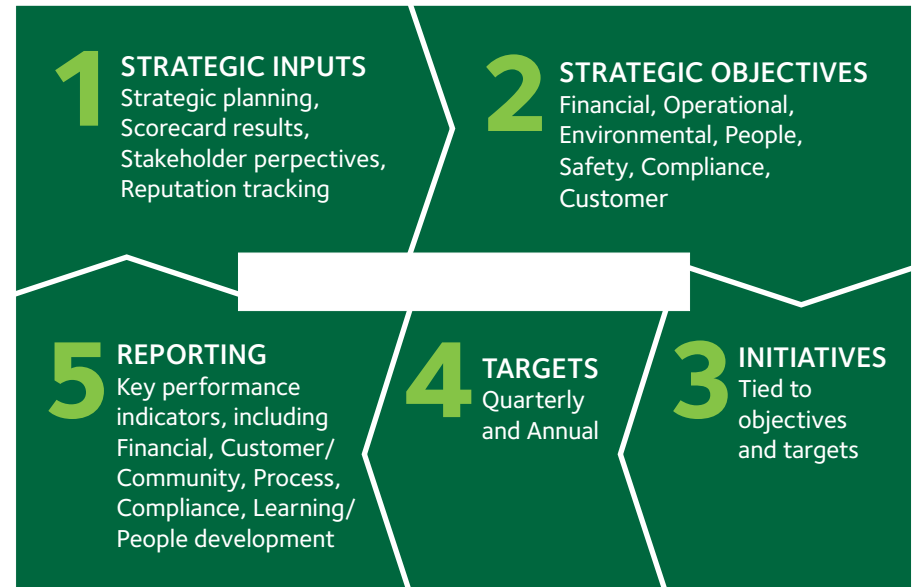 1
STRATEGIC INPUTS
Strategic planning,
Scorecard results,
Stakeholder perpectives,
Reputation tracking
2
STRATEGIC OBJECTIVES
Financial, Operational,
Environmental, People,
Safety, Compliance,
Customer
3
INITIATIVES
Tied to
objectives
and targets
4
TARGETS
Quarterly
and Annual
5
REPORTING
Key performance
indicators, including
Financial, Customer/
Community, Process,
Compliance, Learning/
People development